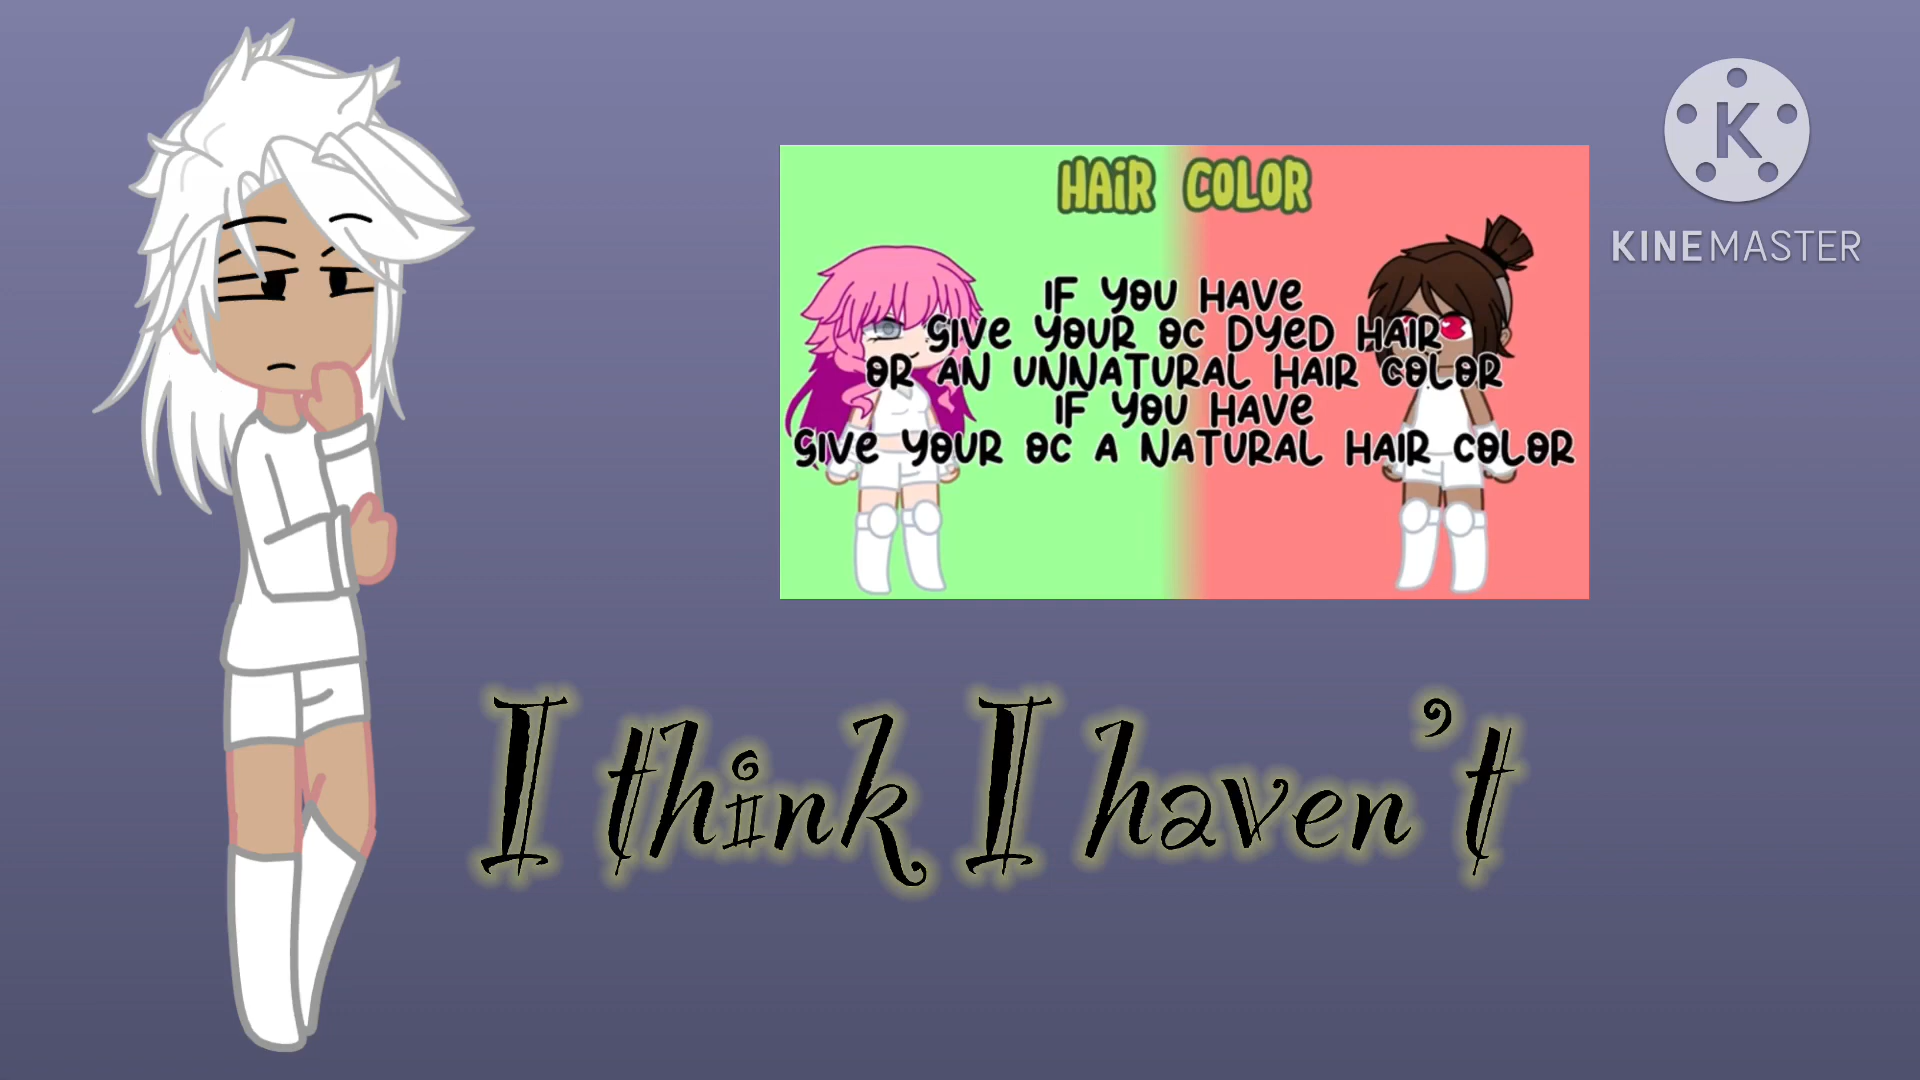 HAIR COLOR
IF YOU HAVE
GIVE YOUR OC DYED HAIR
OR AN UNNATURAL HAIR COLOR
IF YOU HAVE
GIVE YOUR OC A NATURAL HAIR COLOR
K
KINEMASTER
I think I haven't